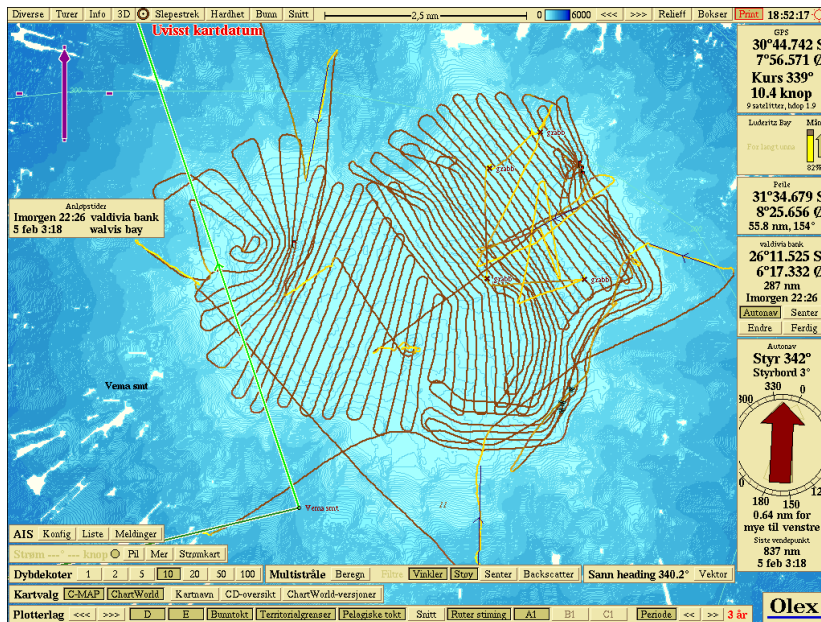 Diverse Turer Info 3D Slepestrek Hardhet Bunn Snitt 2,5 nm 0 6000 <<< >>> Relieff Bokser Print 18:52:17
Uvisst kartdatum
GPS
30°44.742 S
7°56.571 Ø
Kurs 339°
10.4 knop
9 satelitter, hdop 1.9
Luderitz Bay Mån
For langt unna
82%
Peile
31°34.679 S
8°25.656 Ø
55.8 nm, 154°
valdivia bank
26°11.525 S
6°17.332 Ø
287 nm
Imorgen 22:26
Autonav Senter
Endre Ferdig
Autonav
Styr 342°
Styrbord 3°
330 0
300
0 12
180 150
0.64 nm for
mye til venstre
Siste vendepunkt
837 nm
5 feb 3:18
grabb
grabb
grabb
grabb
Anløpstider
Imorgen 22:26 valdivia bank
5 feb 3:18 walvis bay
Vema smt
Vema smt
11
AIS Konfig Liste Meldinger
Strøm ---° --- knop Pil Mer Strømkart
Dybdekoter 1 2 5 10 20 50 100 Multistråle Beregn Filtre Vinkler Støy Senter Backscatter Sann heading 340.2° Vektor
Kartvalg C-MAP ChartWorld Kartnavn CD-oversikt ChartWorld-versjoner
Plotterlag <<< >>> D E Bunntokt Territorialgrenser Pelagiske tokt Snitt Ruter stiming A1 B1 C1 Periode << >> 3 år
Olex